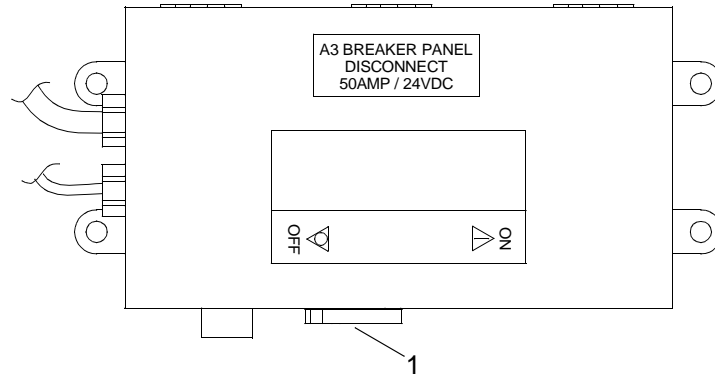 A3 BREAKER PANEL
DISCONNECT
50AMP / 24VDC
OFF
ON
1